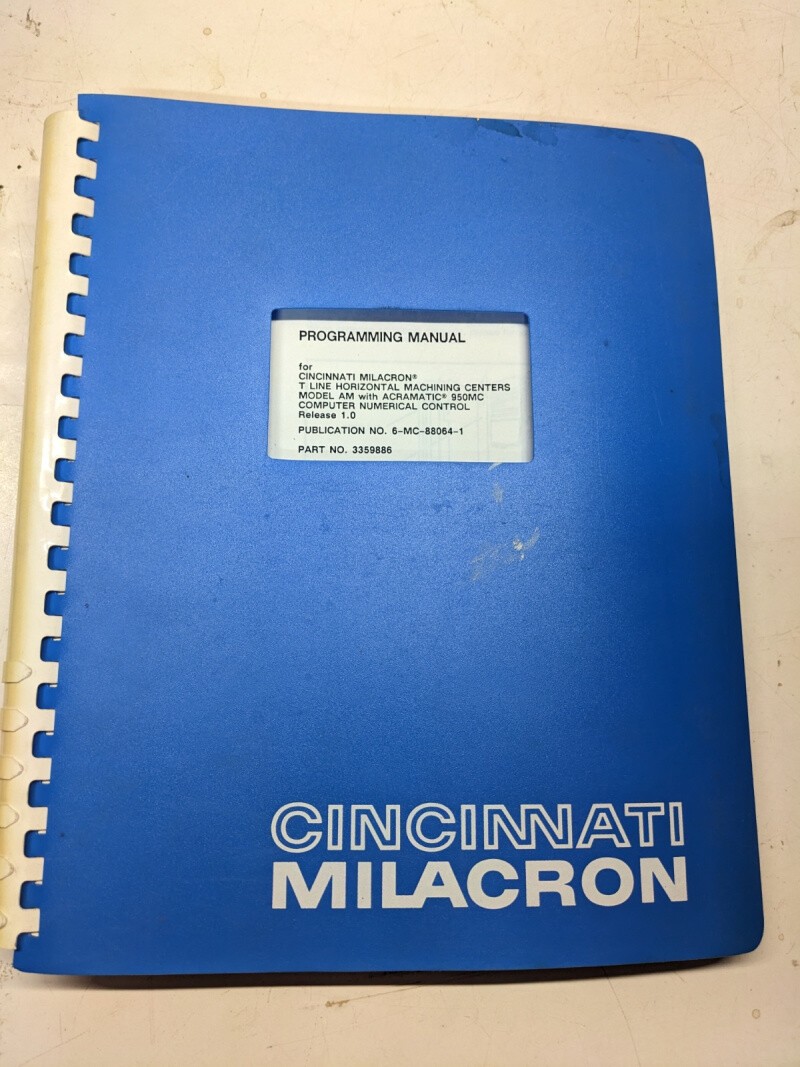 PROGRAMMING MANUAL
for
CINCINNATI MILACRON®
T LINE HORIZONTAL MACHINING CENTERS
MODEL AM with ACRAMATIC® 950MC
COMPUTER NUMERICAL CONTROL
Release 1.0
PUBLICATION NO. 6-MC-88064-1
PART NO. 3359886
CINCINNATI
MILACRON